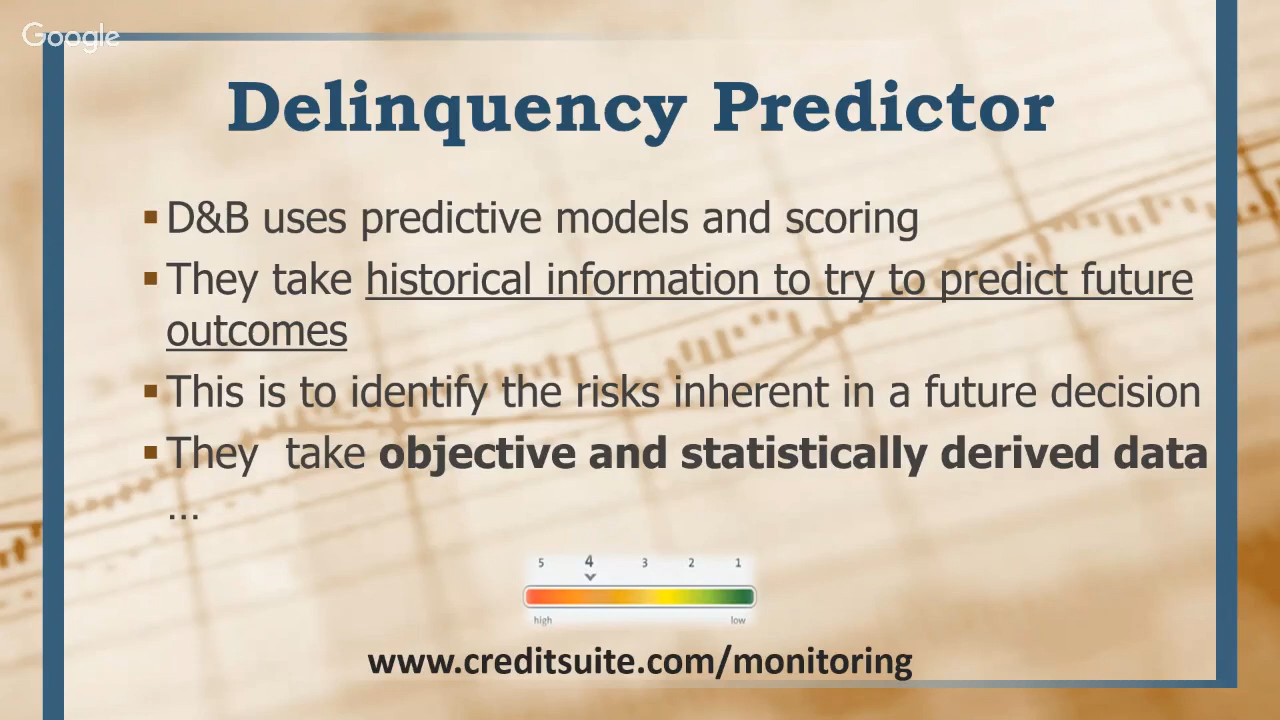 Google
Delinquency Predictor
▪ D&B uses predictive models and scoring
▪ They take historical information to try to predict future
outcomes
▪ This is to identify the risks inherent in a future decision
▪ They  take objective and statistically derived data
...
5 4 3 2 1
high low
www.creditsuite.com/monitoring